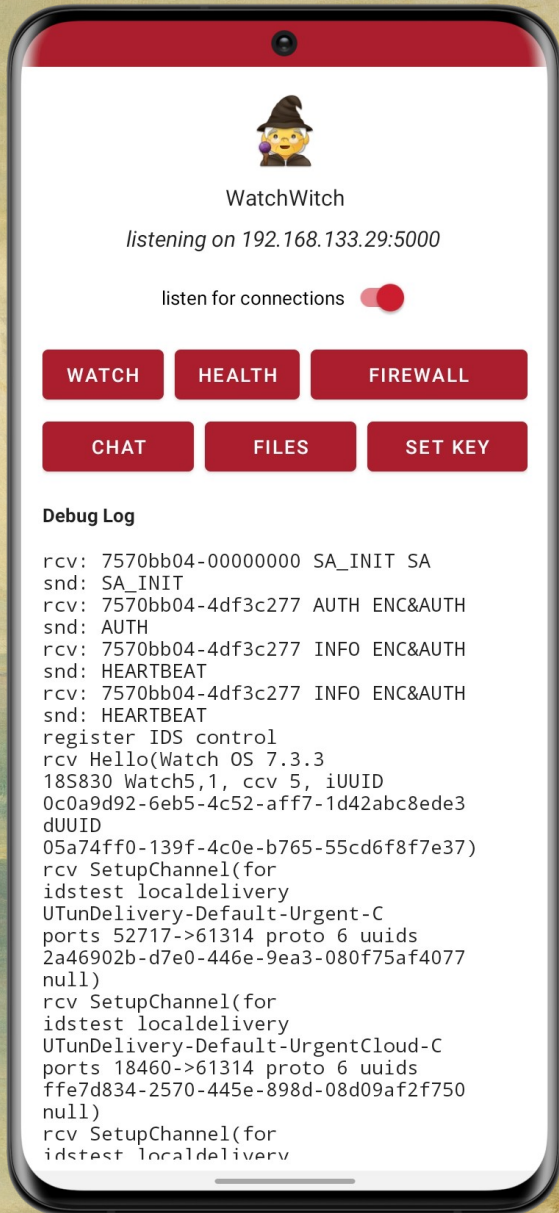 WatchWitch
listening on 192.168.133.29:5000
listen for connections
WATCH HEALTH FIREWALL
CHAT FILES SET KEY
Debug Log
rcv: 7570bb04-00000000 SA_INIT SA
snd: SA_INIT
rcv: 7570bb04-4df3c277 AUTH ENC&AUTH
snd: AUTH
rcv: 7570bb04-4df3c277 INFO ENC&AUTH
snd: HEARTBEAT
rcv: 7570bb04-4df3c277 INFO ENC&AUTH
snd: HEARTBEAT
register IDS control
rcv Hello(Watch OS 7.3.3
18S830 Watch5,1, ccv 5, iUUID
0c0a9d92-6eb5-4c52-aff7-1d42abc8ede3
dUUID
05a74ff0-139f-4c0e-b765-55cd6f8f7e37)
rcv SetupChannel(for
idstest localdelivery
UTunDelivery-Default-Urgent-C
ports 52717->61314 proto 6 uuids
2a46902b-d7e0-446e-9ea3-080f75af4077
null)
rcv SetupChannel(for
idstest localdelivery
UTunDelivery-Default-UrgentCloud-C
ports 18460->61314 proto 6 uuids
ffe7d834-2570-445e-898d-08d09af2f750
null)
rcv SetupChannel(for
idstest localdelivery